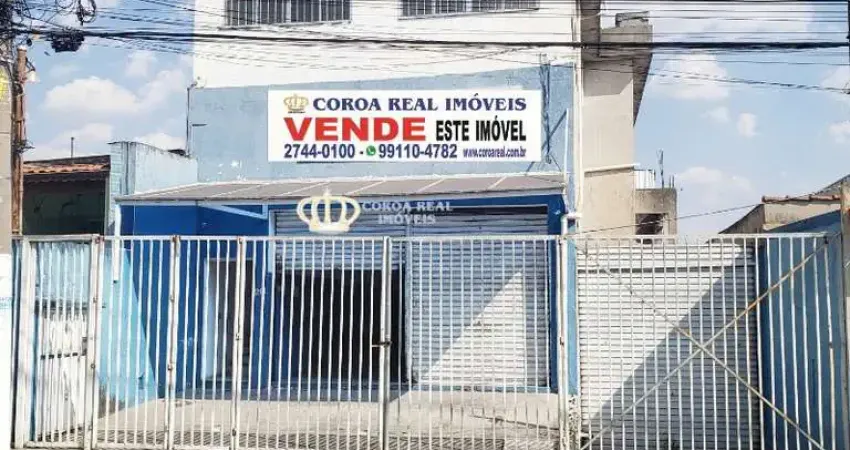 COROA REAL IMÓVEIS
VENDE ESTE IMÓVEL
2744-0100 - 99110-4782 www.coroareal.com.br
COROA REAL
IMÓVEIS